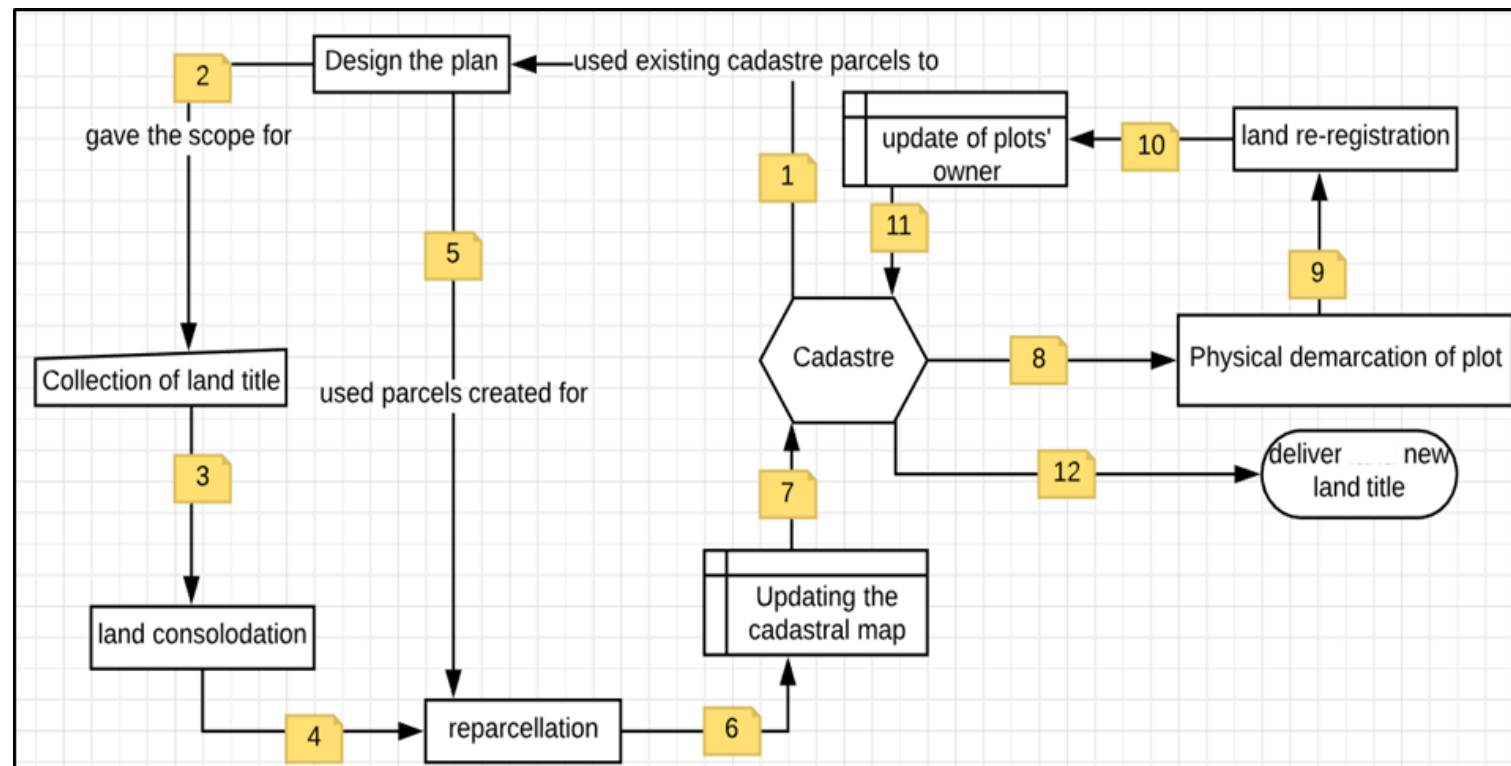 Design the plan
used existing cadastre parcels to
2
gave the scope for
update of plots'
owner
10
land re-registration
1
11
5
9
Collection of land title
used parcels created for
Cadastre
8
Physical demarcation of plot
3
7
12
deliver new
land title
land consolodation
Updating the
cadastral map
4
reparcellation
6